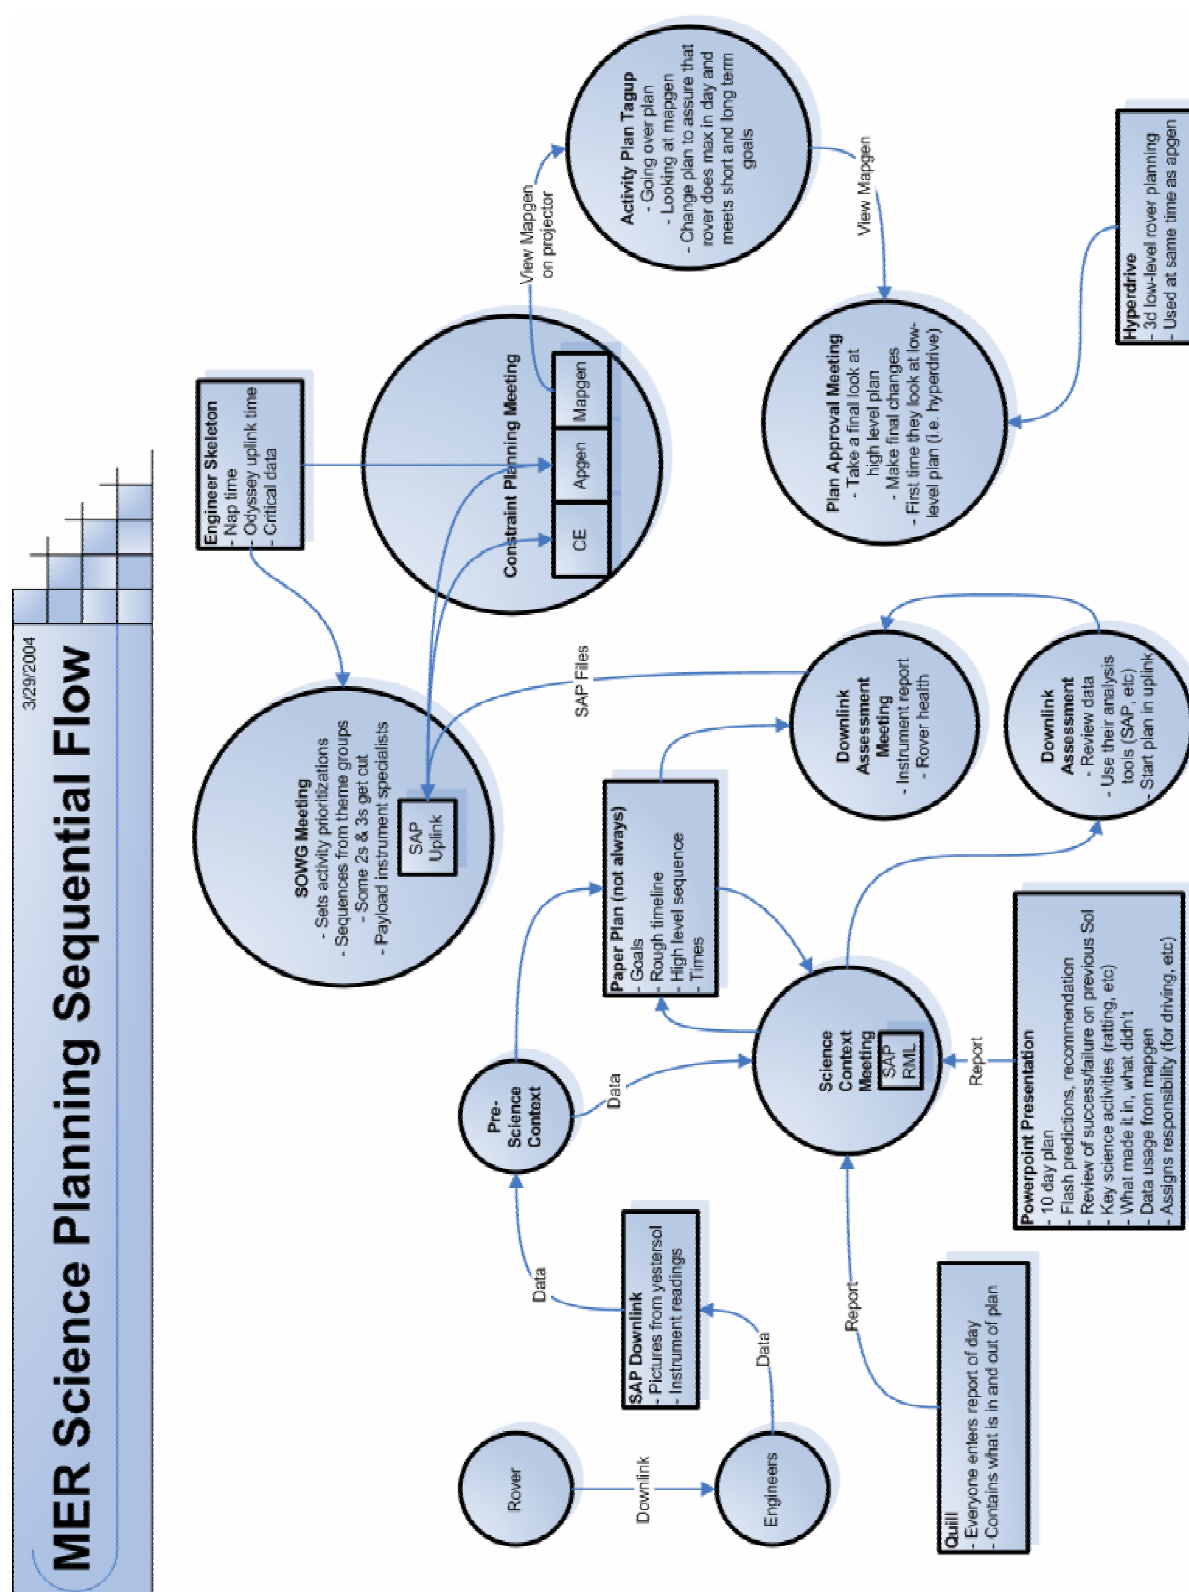 3/29/2004
MER Science Planning Sequential Flow
Rover
Downlink
Engineers
Data
SAP Downlink
- Pictures from yestersol
- Instrument readings
Data
Pre-
Science
Context
Data
Quill
- Everyone enters report of day
- Contains what is in and out of plan
Report
Powerpoint Presentation
- 10 day plan
- Flash predictions, recommendation
- Review of success/failure on previous Sol
- Key science activities (ratting, etc)
- What made it in, what didn't
- Data usage from mapgen
- Assigns responsibility (for driving, etc)
Report
Science
Context
Meeting
SAP
RML
Paper Plan (not always)
- Goals
- Rough timeline
- High level sequence
- Times
Downlink
Assessment
- Review data
- Use their analysis
tools (SAP, etc)
- Start plan in uplink
Downlink
Assessment
Meeting
- Instrument report
- Rover health
SAP Files
SOWG Meeting
- Sets activity prioritizations
- Sequences from theme groups
- Some 2s & 3s get cut
- Payload instrument specialists
SAP
Uplink
Engineer Skeleton
- Nap time
- Odyssey uplink time
- Critical data
Constraint Planning Meeting
CE
Apgen
Mapgen
View Mapgen
on projector
Activity Plan Tagup
- Going over plan
- Looking at mapgen
- Change plan to assure that
rover does max in day and
meets short and long term
goals
View Mapgen
Plan Approval Meeting
- Take a final look at
high level plan
- Make final changes
- First time they look at low-
level plan (i.e. hyperdrive)
Hyperdrive
- 3d low-level rover planning
- Used at same time as apgen